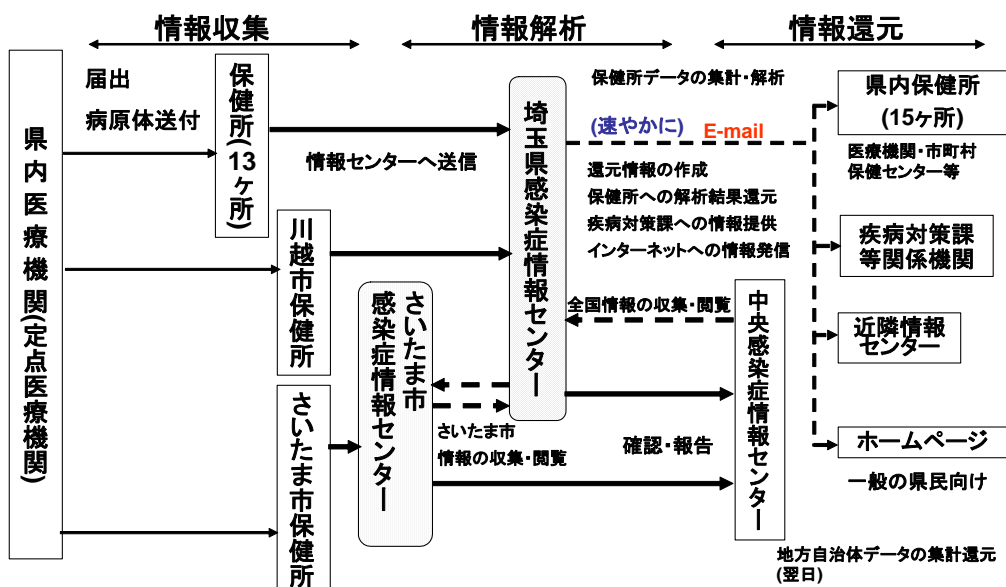 情報収集
情報解析
情報還元
県内医療機関(定点医療機関)
届出
病原体送付
保健所(13ヶ所)
川越市保健所
さいたま市保健所
情報センターへ送信
さいたま市
感染症情報センター
埼玉県感染症情報センター
さいたま市
情報の収集・閲覧
保健所データの集計・解析
(速やかに) E-mail
還元情報の作成
保健所への解析結果還元
疾病対策課への情報提供
インターネットへの情報発信
全国情報の収集・閲覧
確認・報告
中央感染症情報センター
県内保健所
(15ヶ所)
医療機関・市町村
保健センター等
疾病対策課
等関係機関
近隣情報
センター
ホームページ
一般の県民向け
地方自治体データの集計還元
(翌日)